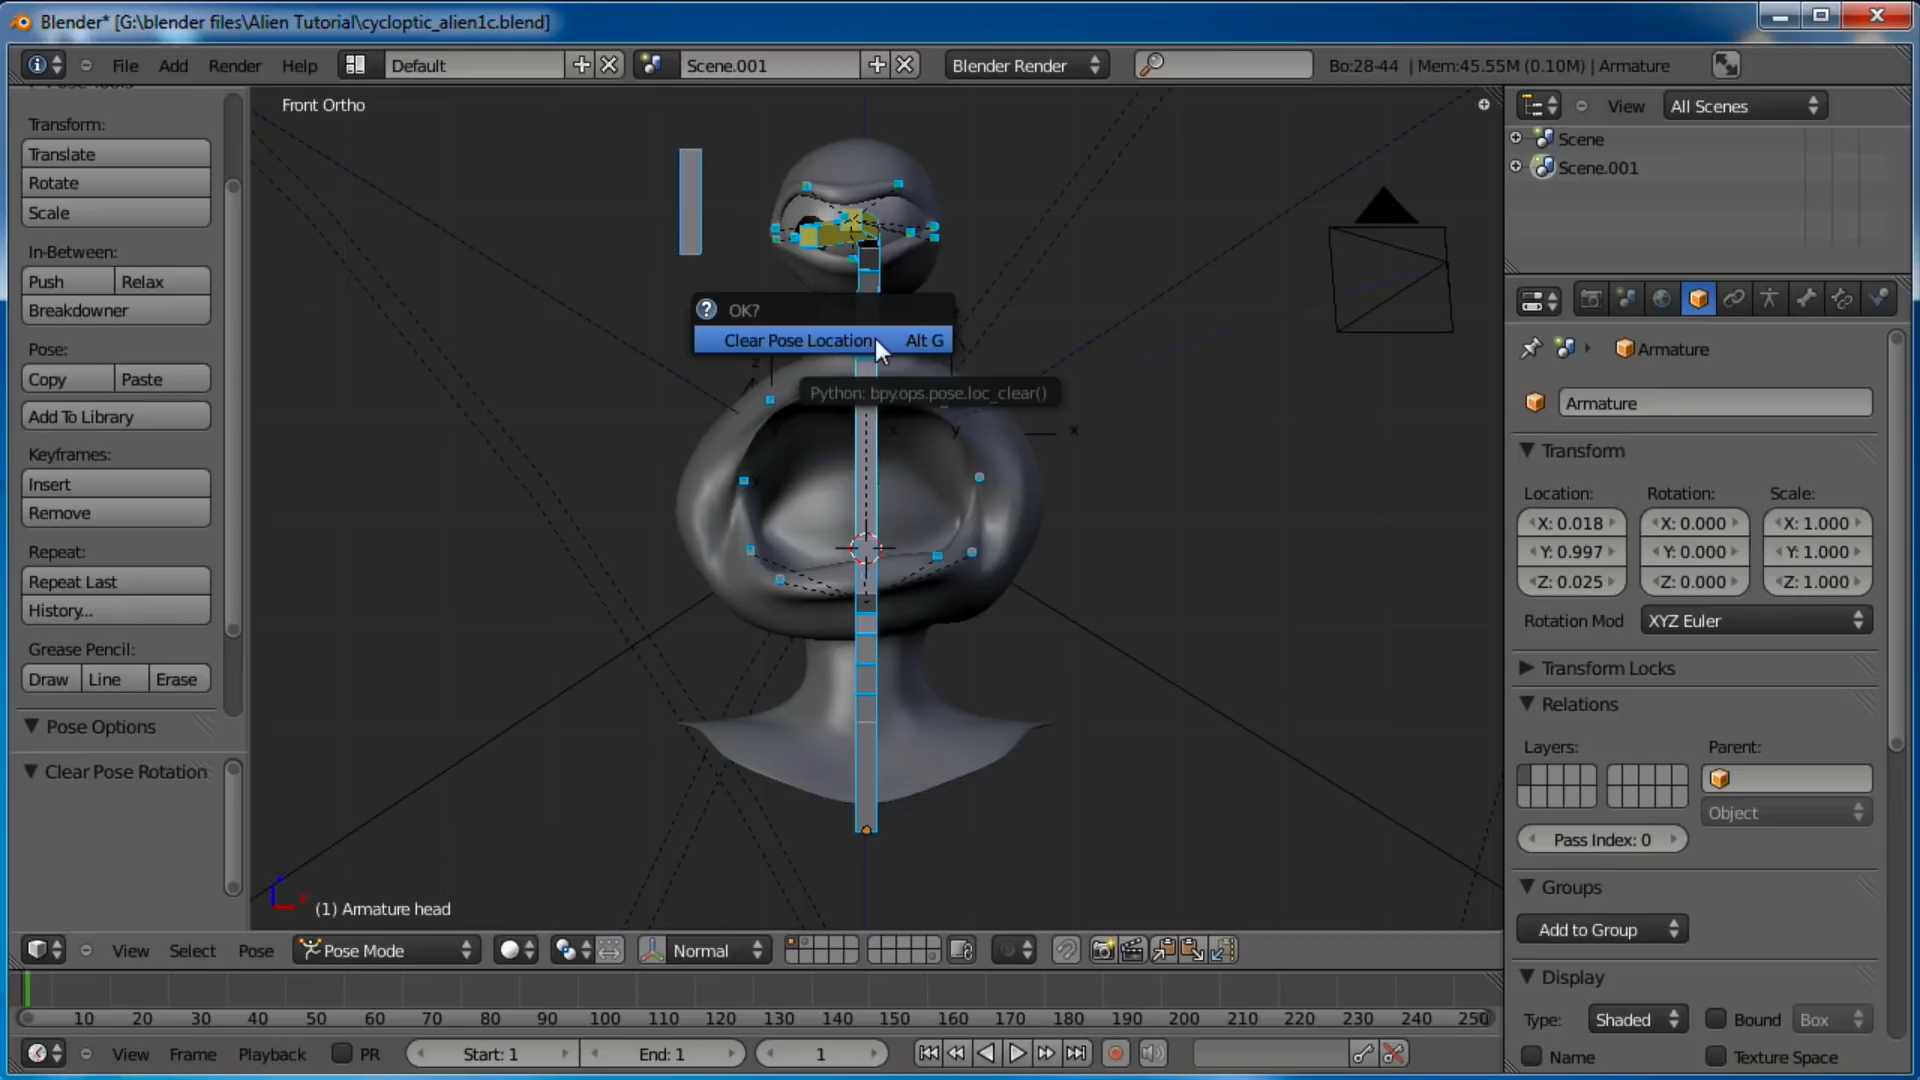 Blender* [G:\blender files\Alien Tutorial\cycloptic_alien1c.blend]
File Add Render Help Default Scene.001 Blender Render Bo:28-44 | Mem:45.55M (0.10M) | Armature
Transform:
Translate
Rotate
Scale
In-Between:
Push Relax
Breakdowner
Pose:
Copy Paste
Add To Library
Keyframes:
Insert
Remove
Repeat:
Repeat Last
History...
Grease Pencil:
Draw Line Erase
Pose Options
Clear Pose Rotation
Front Ortho
OK?
Clear Pose Location Alt G
Python: bpy.ops.pose.loc_clear()
z
x y x
(1) Armature head
View Select Pose Pose Mode Normal
10 20 30 40 50 60 70 80 90 100 110 120 130 140 150 160 170 180 190 200 210 220 230 240 250
View Frame Playback PR Start: 1 End: 1 1
View All Scenes
Scene
Scene.001
Armature
Armature
Transform
Location: Rotation: Scale:
X: 0.018 X: 0.000 X: 1.000
Y: 0.997 Y: 0.000 Y: 1.000
Z: 0.025 Z: 0.000 Z: 1.000
Rotation Mod XYZ Euler
Transform Locks
Relations
Layers: Parent:
Object
Pass Index: 0
Groups
Add to Group
Display
Type: Shaded Bound Box
Name Texture Space